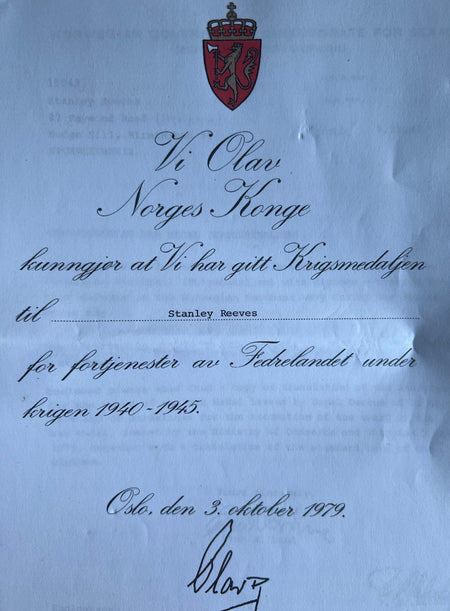 Vi Olav
Norges Konge
kunngjør at Vi har gitt Krigsmedaljen
til Stanley Reeves
for fortjenester av Fedrelandet under
krigen 1940-1945.
Oslo, den 3. oktober 1979.
Olav R